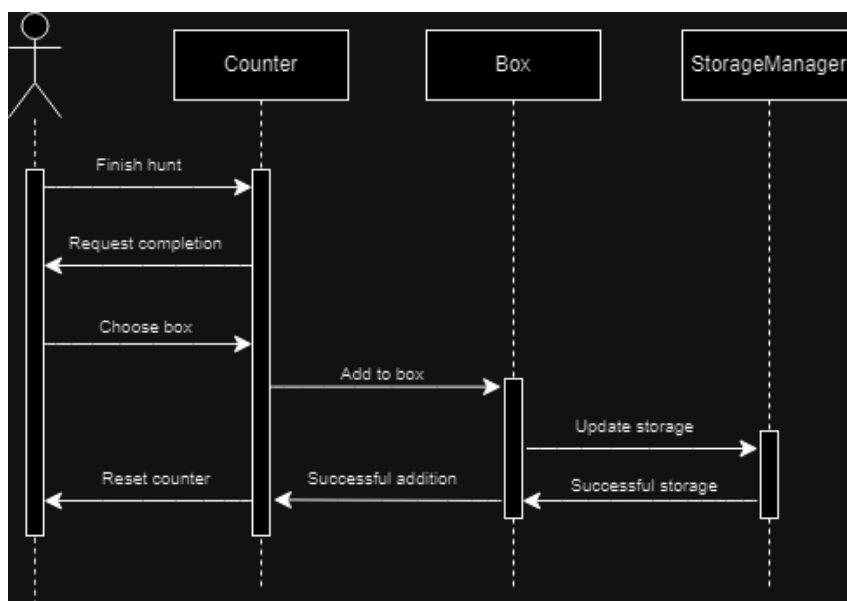 Counter
Box
StorageManager
Finish hunt
Request completion
Choose box
Add to box
Update storage
Reset counter
Successful addition
Successful storage